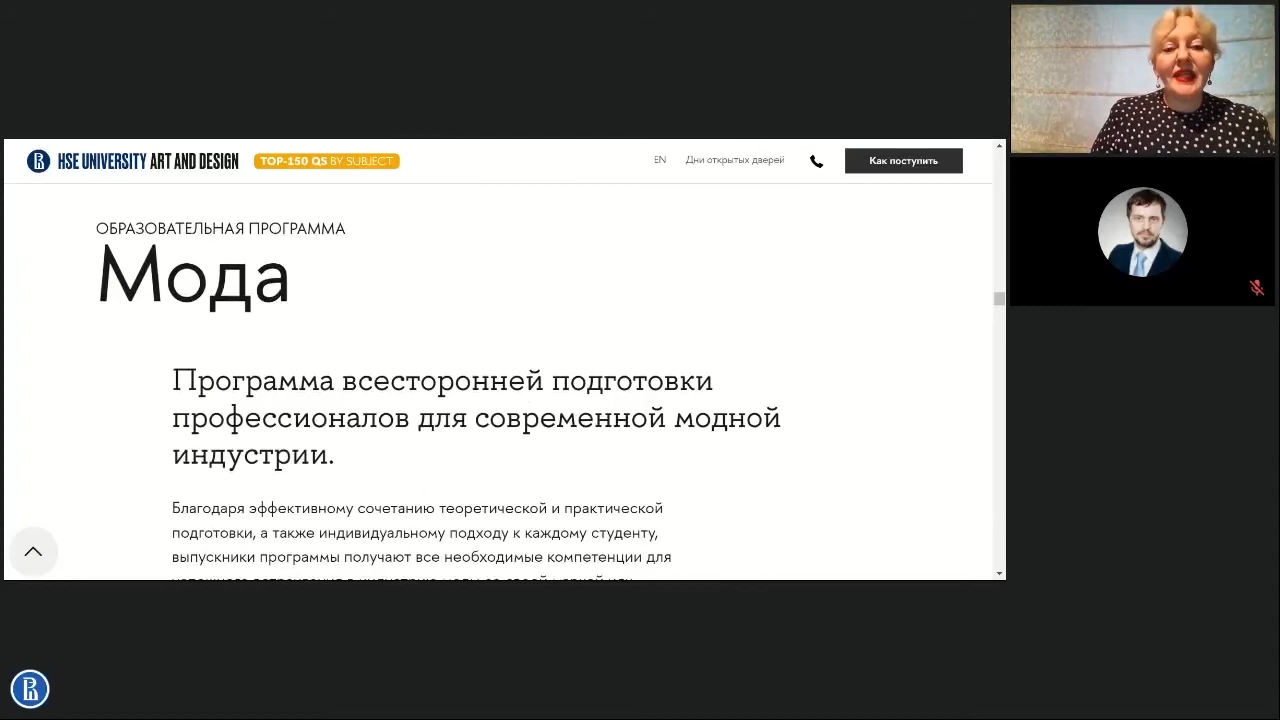 HSE UNIVERSITY ART AND DESIGN
TOP-150 QS BY SUBJECT
EN
Дни открытых дверей
Как поступить
ОБРАЗОВАТЕЛЬНАЯ ПРОГРАММА
Мода
Программа всесторонней подготовки
профессионалов для современной модной
индустрии.
Благодаря эффективному сочетанию теоретической и практической
подготовки, а также индивидуальному подходу к каждому студенту,
выпускники программы получают все необходимые компетенции для